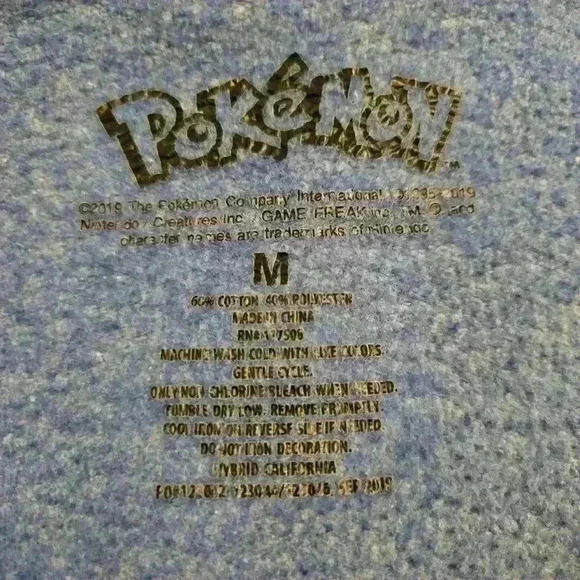 POKéMON
©2019 The Pokémon Company International.
Nintendo / Creatures Inc. / GAME FREAK inc. TM, ®, and
character names are trademarks of Nintendo
M
60% COTTON 40% POLYESTER
MADE IN CHINA
RN#
MACHINE WASH COLD WITH LIKE COLORS.
GENTLE CYCLE.
ONLY NON CHLORINE BLEACH WHEN NEEDED.
TUMBLE DRY LOW. REMOVE PROMPTLY.
COOL IRON ON REVERSE SIDE IF NEEDED.
DO NOT IRON DECORATION.
HYBRID CALIFORNIA
SEP/2019